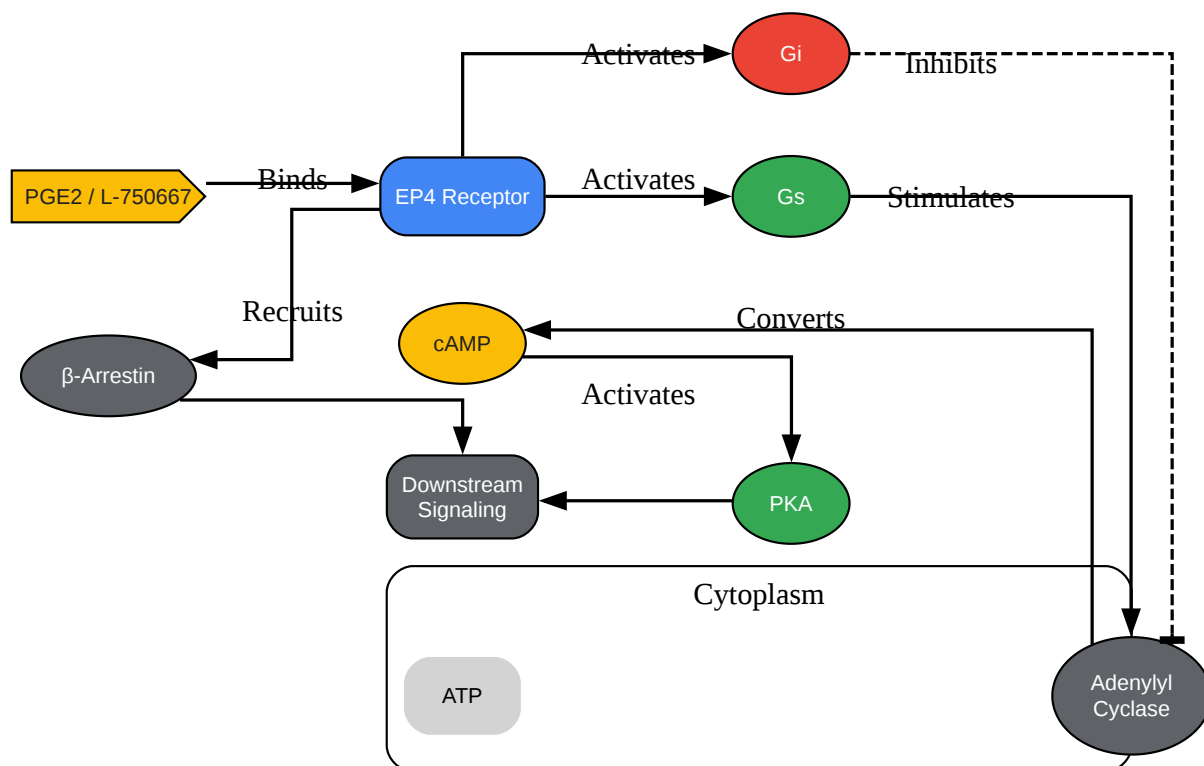 Activates
Gi
Inhibits
PGE2 / L-750667
Binds
EP4 Receptor
Activates
Gs
Stimulates
Recruits
cAMP
Converts
β-Arrestin
Activates
Downstream
Signaling
PKA
Cytoplasm
ATP
Adenylyl
Cyclase